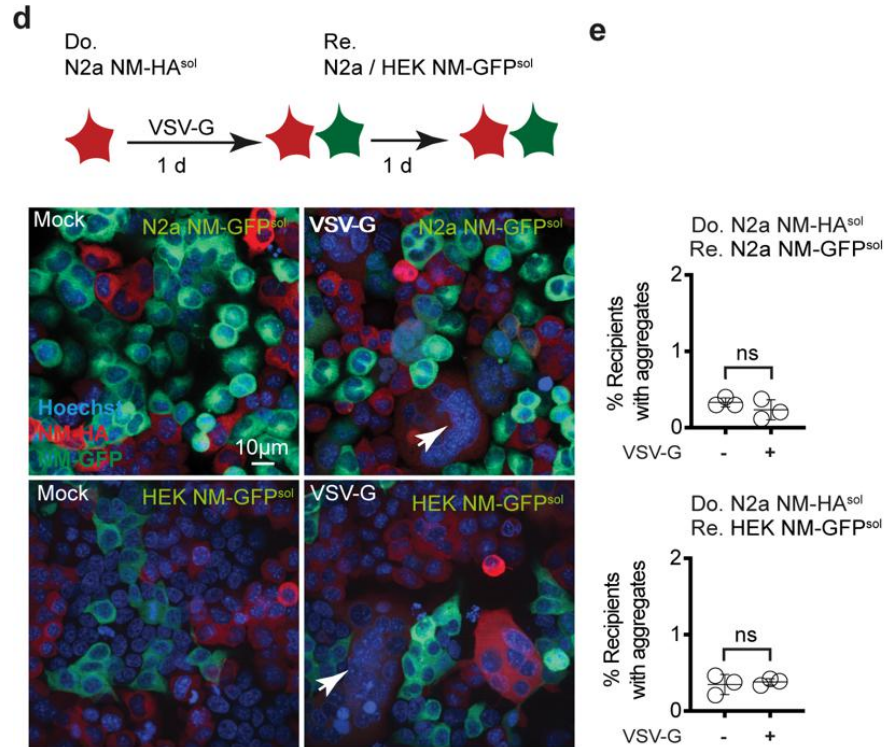 d
Do.
N2a NM-HAsol
Re.
N2a / HEK NM-GFPsol
VSV-G
1 d
1 d
Mock
N2a NM-GFPsol
VSV-G
N2a NM-GFPsol
Hoechst
NM-HA
NM-GFP
10µm
Mock
HEK NM-GFPsol
VSV-G
HEK NM-GFPsol
e
Do. N2a NM-HAsol
Re. N2a NM-GFPsol
% Recipients
with aggregates
2
1
0
ns
VSV-G - +
Do. N2a NM-HAsol
Re. HEK NM-GFPsol
% Recipients
with aggregates
2
1
0
ns
VSV-G - +